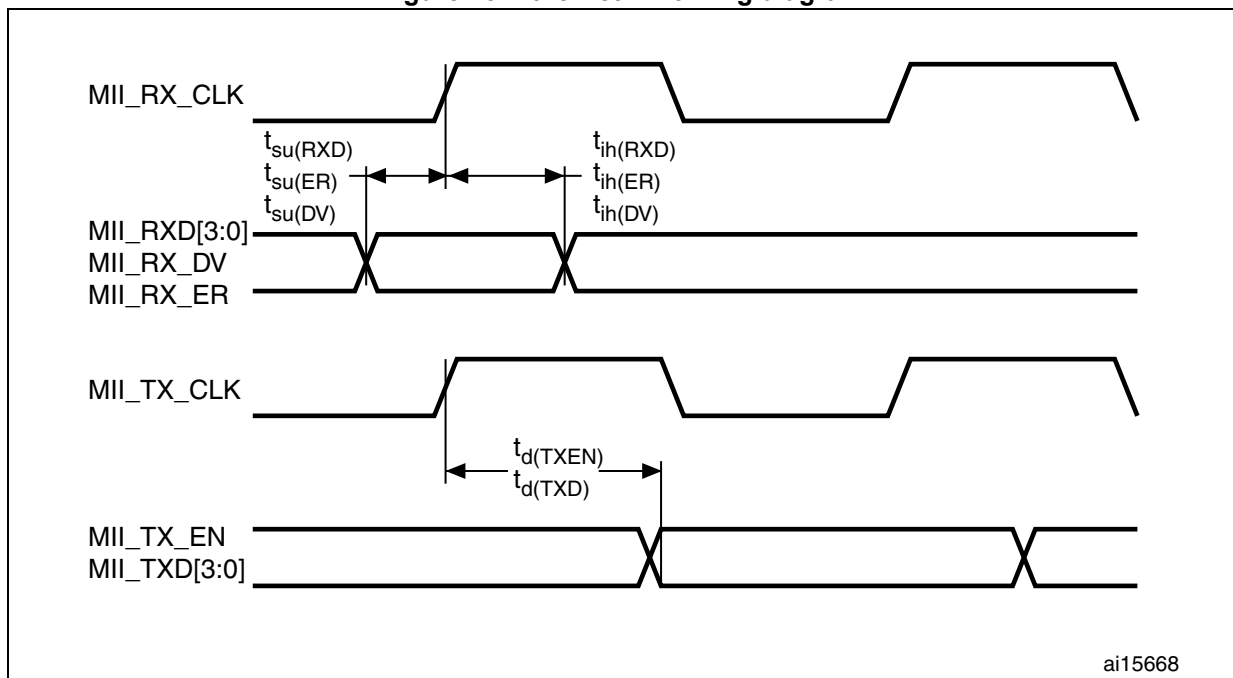 MII_RX_CLK
tsu(RXD)
tsu(ER)
tsu(DV)
tih(RXD)
tih(ER)
tih(DV)
MII_RXD[3:0]
MII_RX_DV
MII_RX_ER
MII_TX_CLK
td(TXEN)
td(TXD)
MII_TX_EN
MII_TXD[3:0]
ai15668